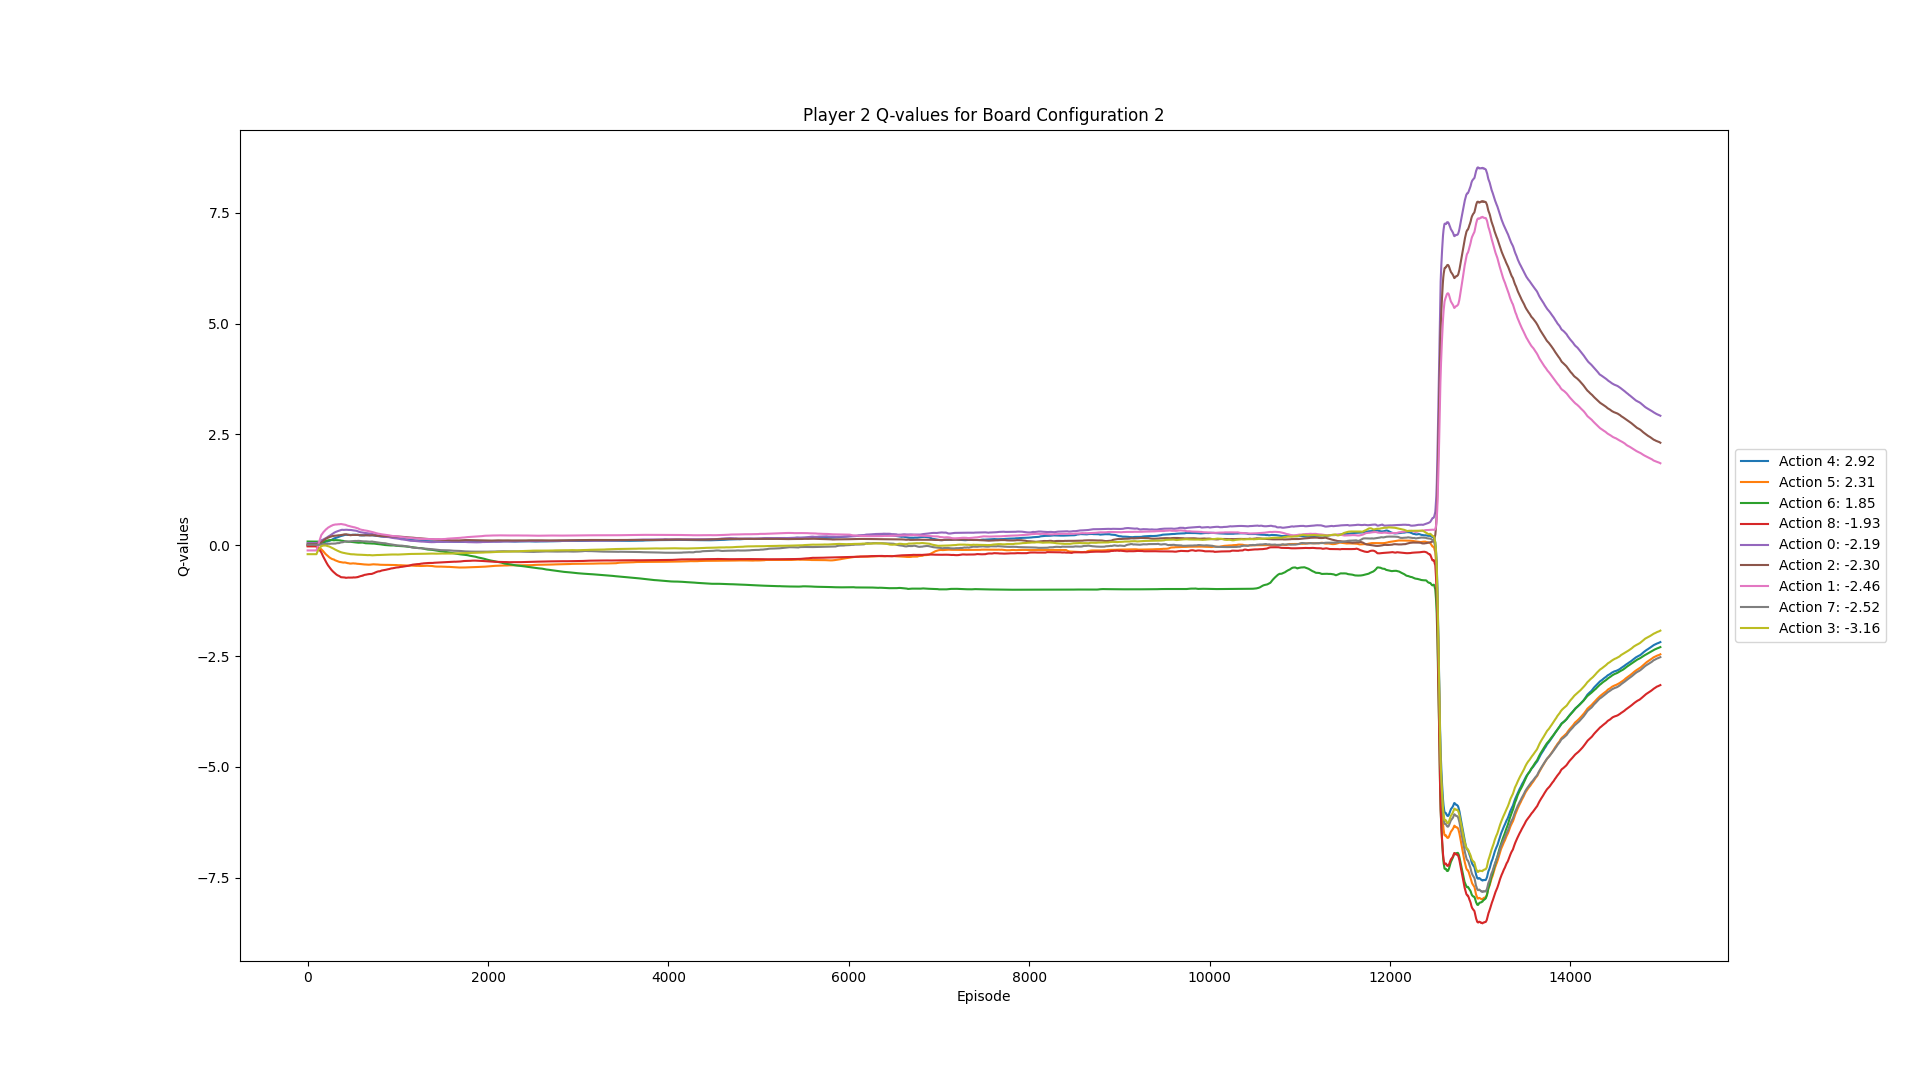 Player 2 Q-values for Board Configuration 2
Q-values
7.5
5.0
2.5
0.0
−2.5
−5.0
−7.5
0
2000
4000
6000
8000
10000
12000
14000
Episode
Action 4: 2.92
Action 5: 2.31
Action 6: 1.85
Action 8: -1.93
Action 0: -2.19
Action 2: -2.30
Action 1: -2.46
Action 7: -2.52
Action 3: -3.16